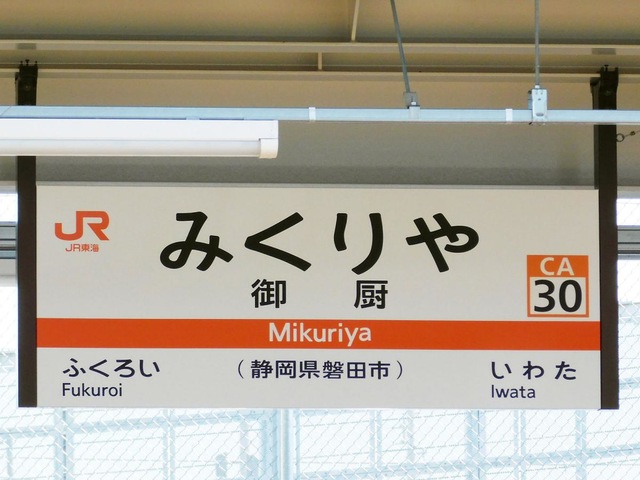 JR
JR東海
みくりや
御厨
CA
30
Mikuriya
ふくろい
Fukuroi
（静岡県磐田市）
いわた
Iwata